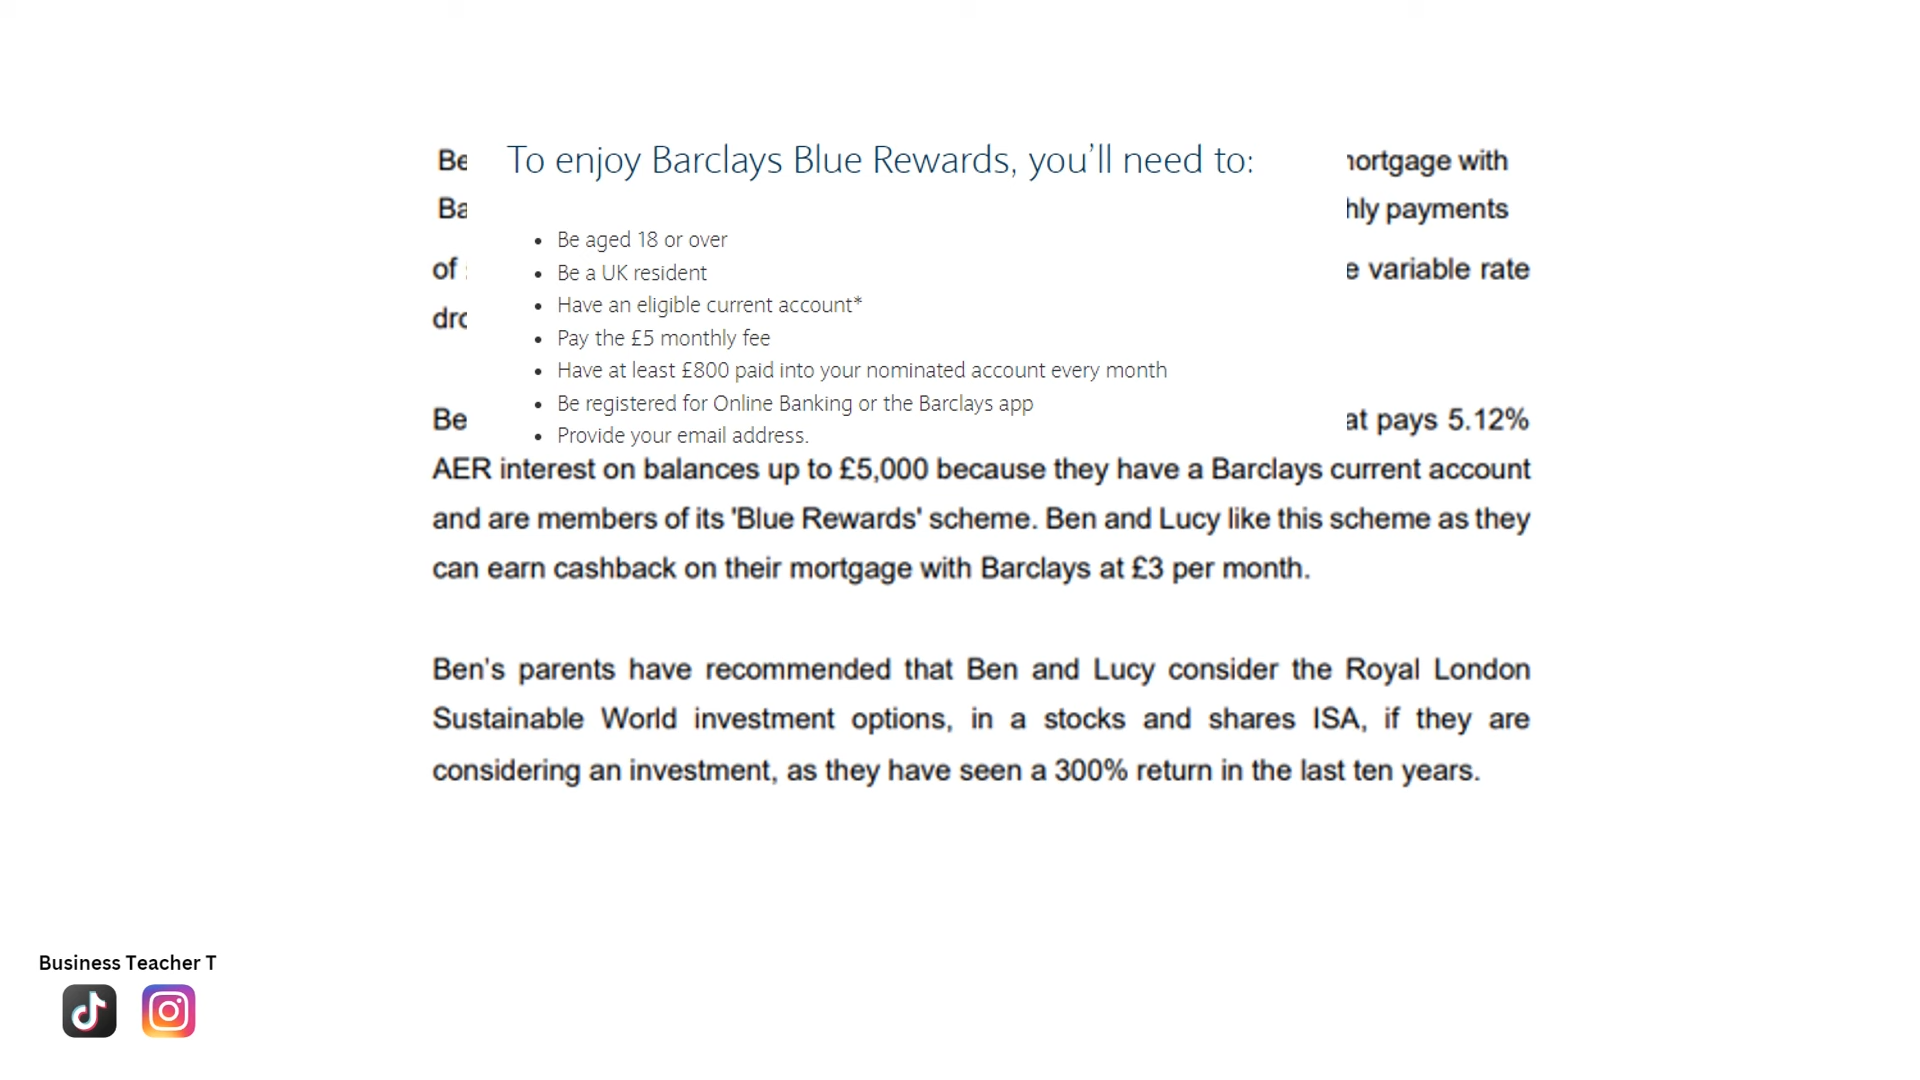 To enjoy Barclays Blue Rewards, you'll need to:
• Be aged 18 or over
• Be a UK resident
• Have an eligible current account*
• Pay the £5 monthly fee
• Have at least £800 paid into your nominated account every month
• Be registered for Online Banking or the Barclays app
• Provide your email address.
with
payments
of variable rate
Be at pays 5.12%
AER interest on balances up to £5,000 because they have a Barclays current account
and are members of its 'Blue Rewards' scheme. Ben and Lucy like this scheme as they
can earn cashback on their mortgage with Barclays at £3 per month.
Ben's parents have recommended that Ben and Lucy consider the Royal London
Sustainable World investment options, in a stocks and shares ISA, if they are
considering an investment, as they have seen a 300% return in the last ten years.
Business Teacher T